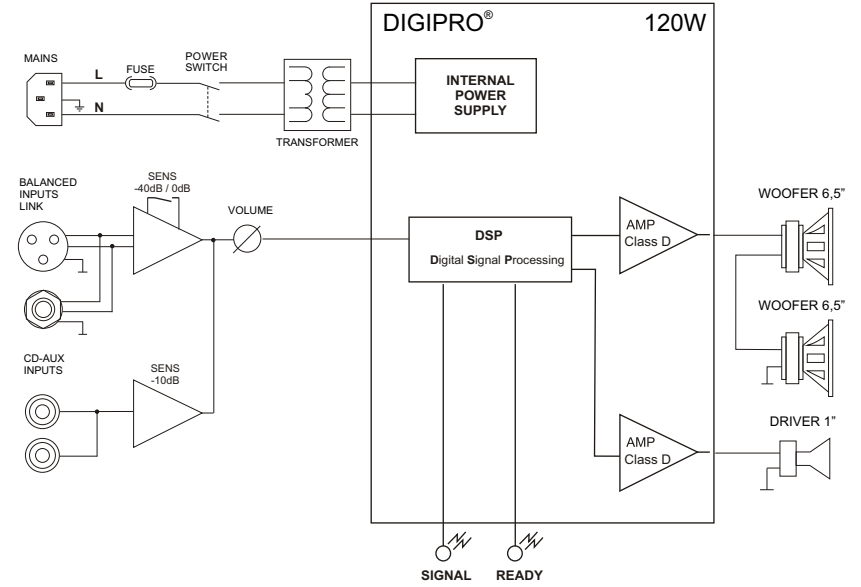 DIGIPRO® 120W
MAINS
L
FUSE
POWER
SWITCH
N
TRANSFORMER
INTERNAL
POWER
SUPPLY
BALANCED
INPUTS
LINK
SENS
-40dB / 0dB
VOLUME
DSP
Digital Signal Processing
AMP
Class D
WOOFER 6,5”
WOOFER 6,5”
CD-AUX
INPUTS
SENS
-10dB
AMP
Class D
DRIVER 1”
SIGNAL
READY